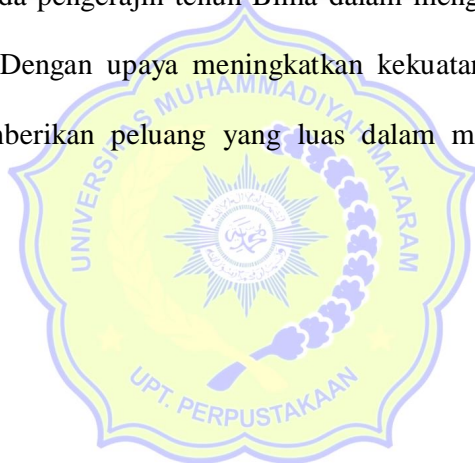 da pengerajin tenun Bima dalam meng
Dengan upaya meningkatkan kekuatan
mberikan peluang yang luas dalam m
UNIVERSITAS MUHAMMADIYAH MATARAM
UPT. PERPUSTAKAAN